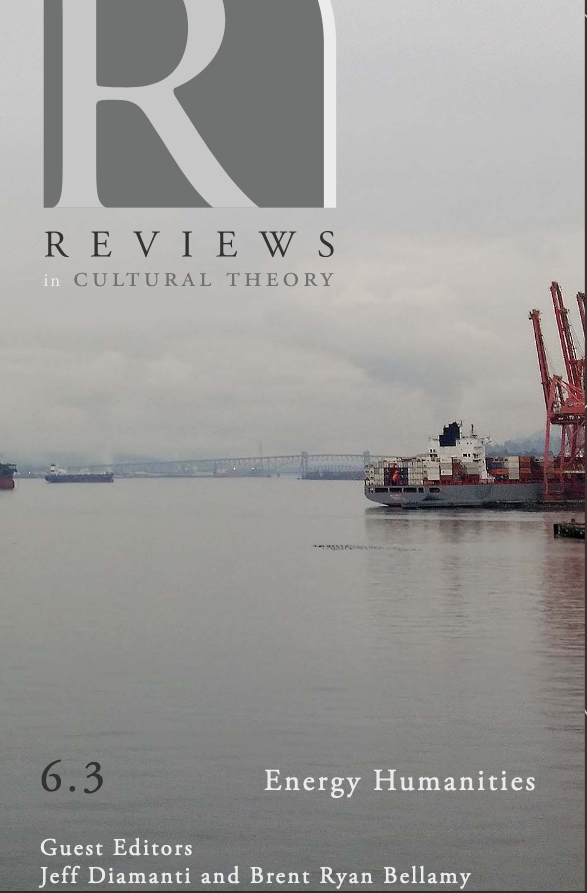 R
REVIEWS
in CULTURAL THEORY
6.3
Energy Humanities
Guest Editors
Jeff Diamanti and Brent Ryan Bellamy